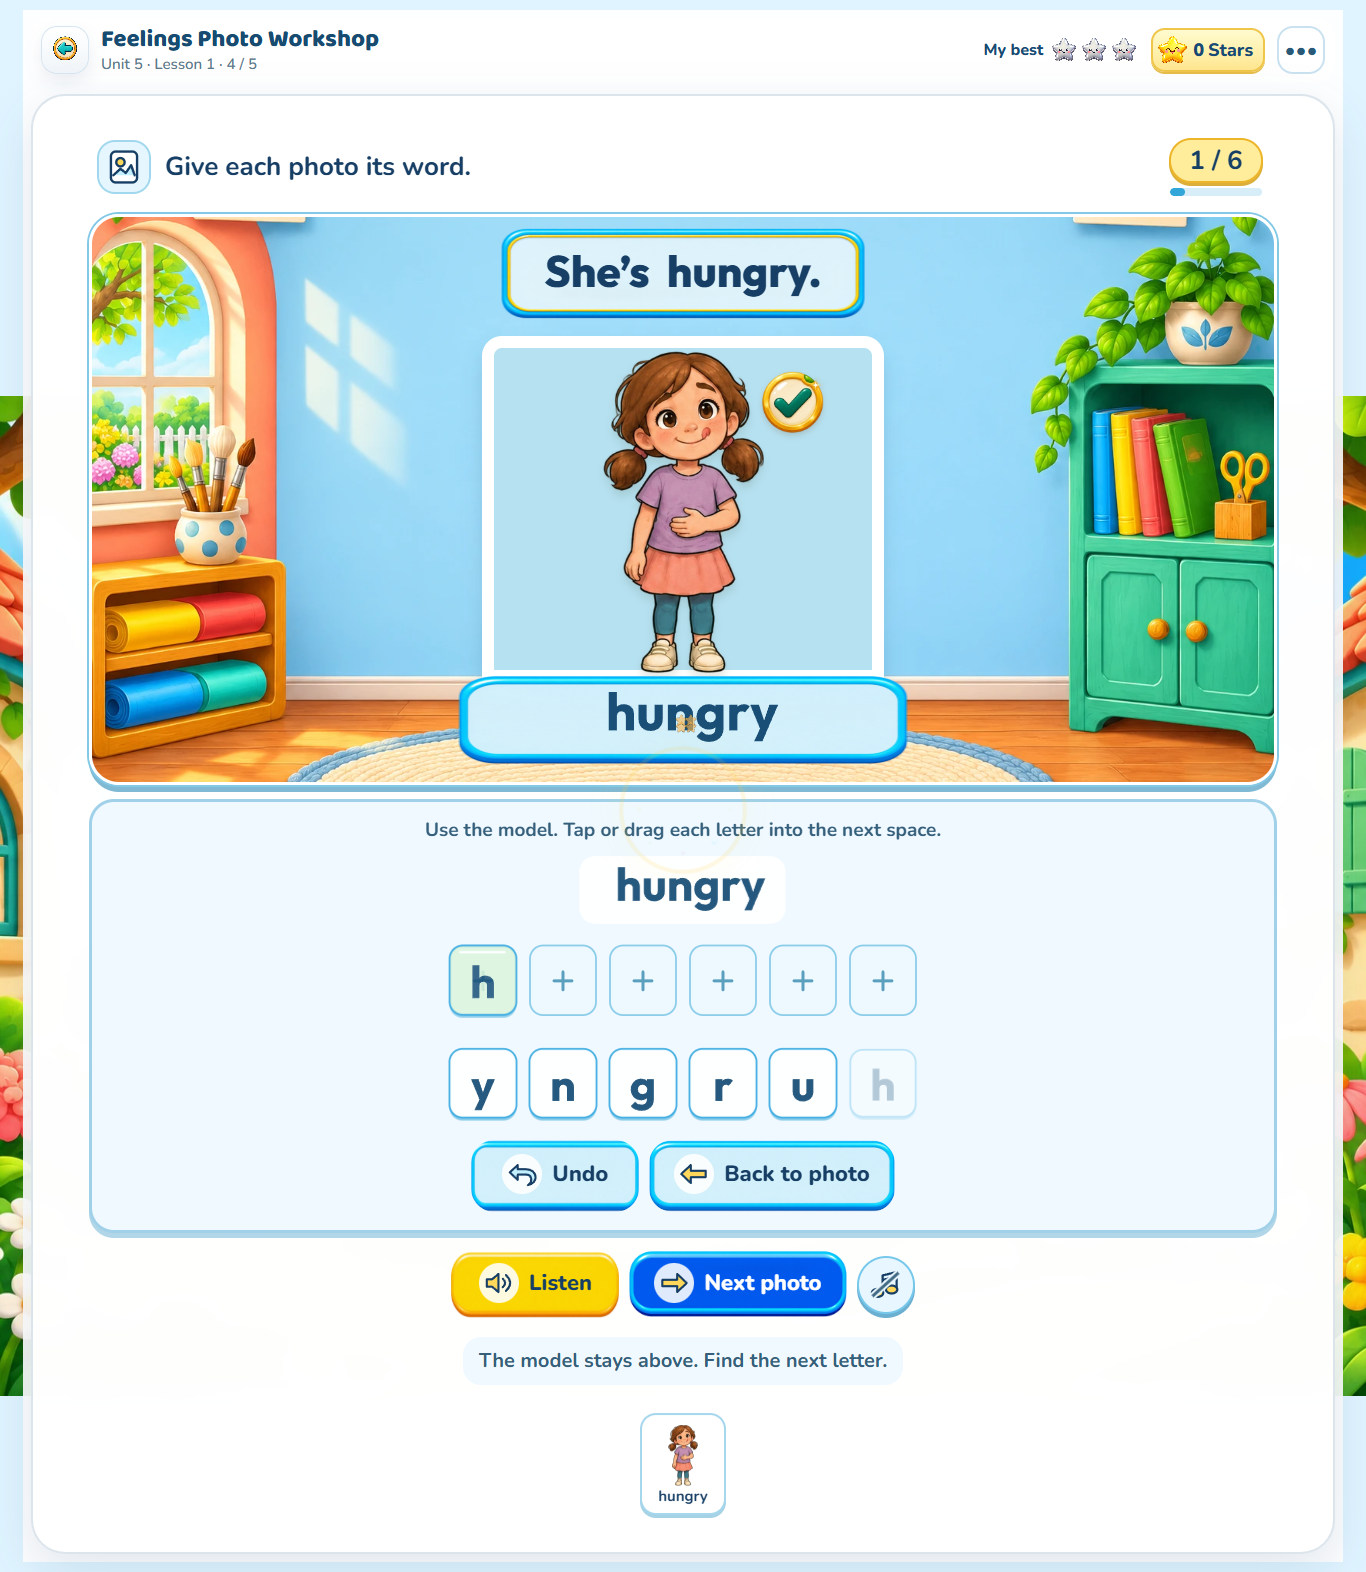 Feelings Photo Workshop
Unit 5 · Lesson 1 · 4 / 5
My best
0 Stars
Give each photo its word.
1 / 6
She's hungry.
hungry
Use the model. Tap or drag each letter into the next space.
hungry
h + + + + +
y n g r u h
Undo
Back to photo
Listen
Next photo
The model stays above. Find the next letter.
hungry